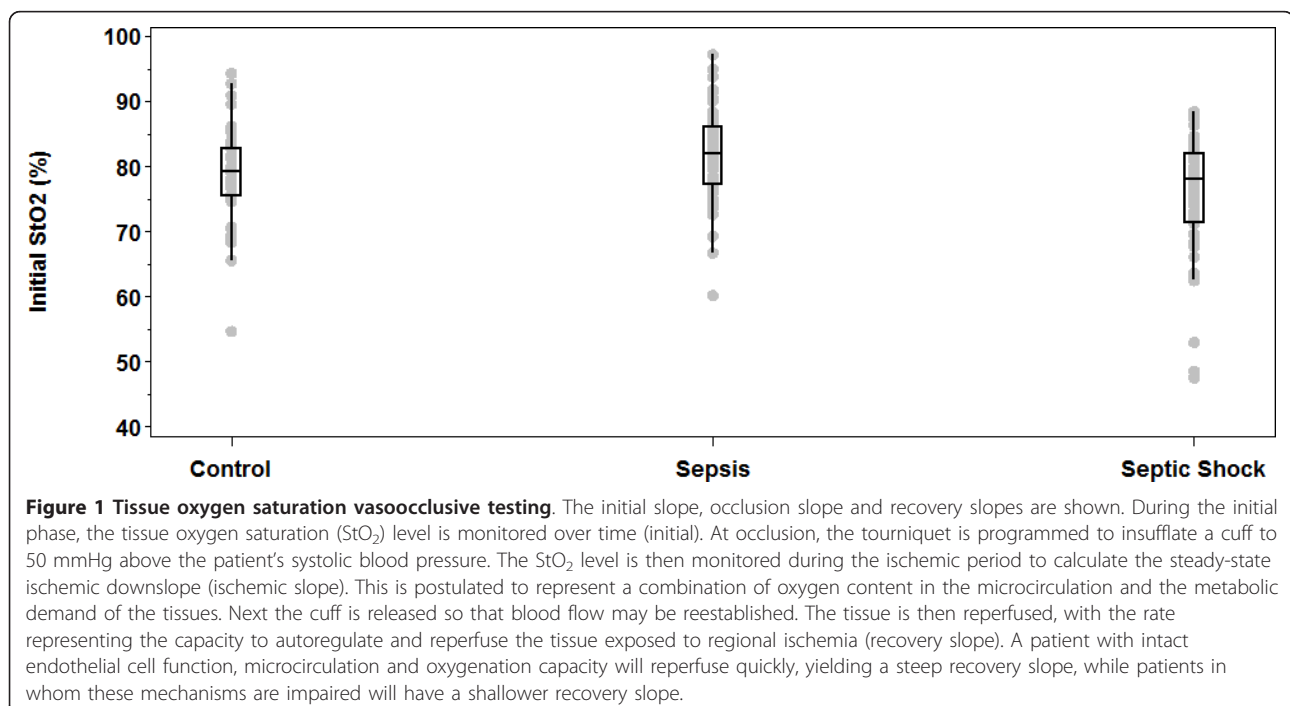 100
90
80
70
60
50
40
Initial StO2 (%)
Control Sepsis Septic Shock
Figure 1 Tissue oxygen saturation vasoocclusive testing. The initial slope, occlusion slope and recovery slopes are shown. During the initial
phase, the tissue oxygen saturation (StO₂) level is monitored over time (initial). At occlusion, the tourniquet is programmed to insufflate a cuff to
50 mmHg above the patient's systolic blood pressure. The StO₂ level is then monitored during the ischemic period to calculate the steady-state
ischemic downslope (ischemic slope). This is postulated to represent a combination of oxygen content in the microcirculation and the metabolic
demand of the tissues. Next the cuff is released so that blood flow may be reestablished. The tissue is then reperfused, with the rate
representing the capacity to autoregulate and reperfuse the tissue exposed to regional ischemia (recovery slope). A patient with intact
endothelial cell function, microcirculation and oxygenation capacity will reperfuse quickly, yielding a steep recovery slope, while patients in
whom these mechanisms are impaired will have a shallower recovery slope.